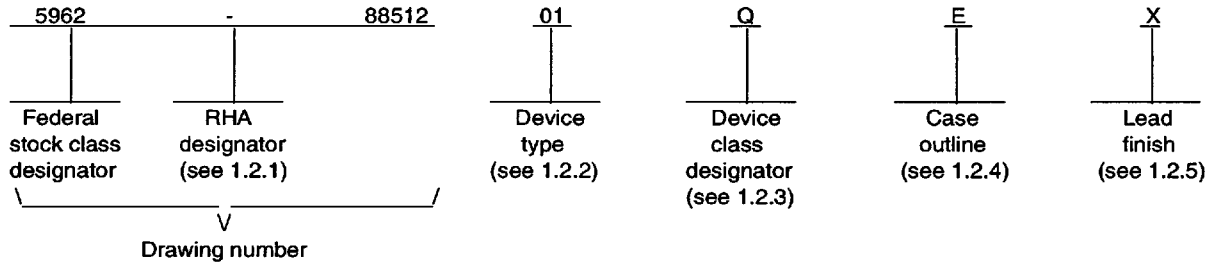 5962 - 88512 01 Q E X
Federal stock class designator
RHA designator (see 1.2.1)
Device type (see 1.2.2)
Device class designator (see 1.2.3)
Case outline (see 1.2.4)
Lead finish (see 1.2.5)
\ / 
V
Drawing number